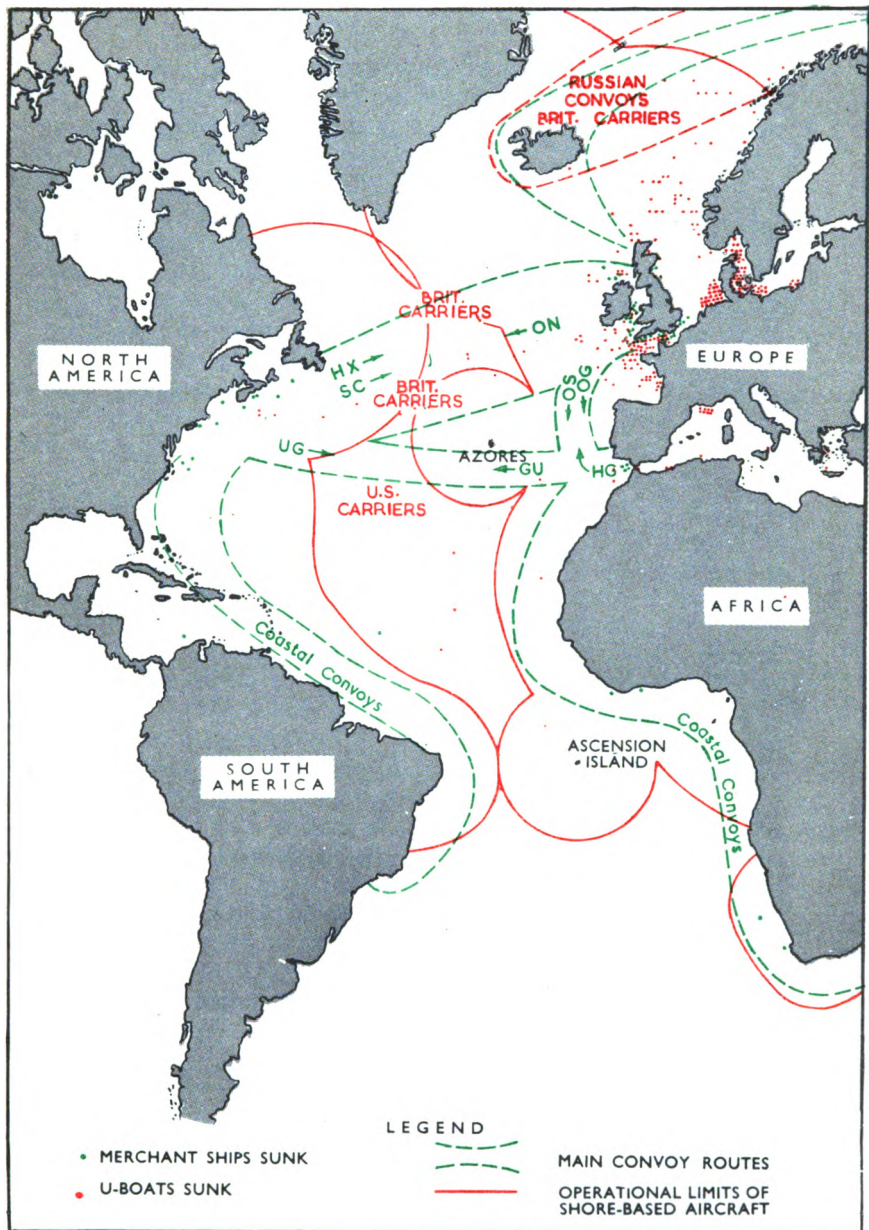 RUSSIAN
CONVOYS
BRIT. CARRIERS
BRIT.
CARRIERS
ON
NORTH
AMERICA
HX
SC
EUROPE
BRIT.
CARRIERS
OS
OG
UG
AZORES
GU
HG
U.S.
CARRIERS
AFRICA
Coastal Convoys
Coastal Convoys
ASCENSION
ISLAND
SOUTH
AMERICA
LEGEND
MERCHANT SHIPS SUNK
U-BOATS SUNK
MAIN CONVOY ROUTES
OPERATIONAL LIMITS OF
SHORE-BASED AIRCRAFT